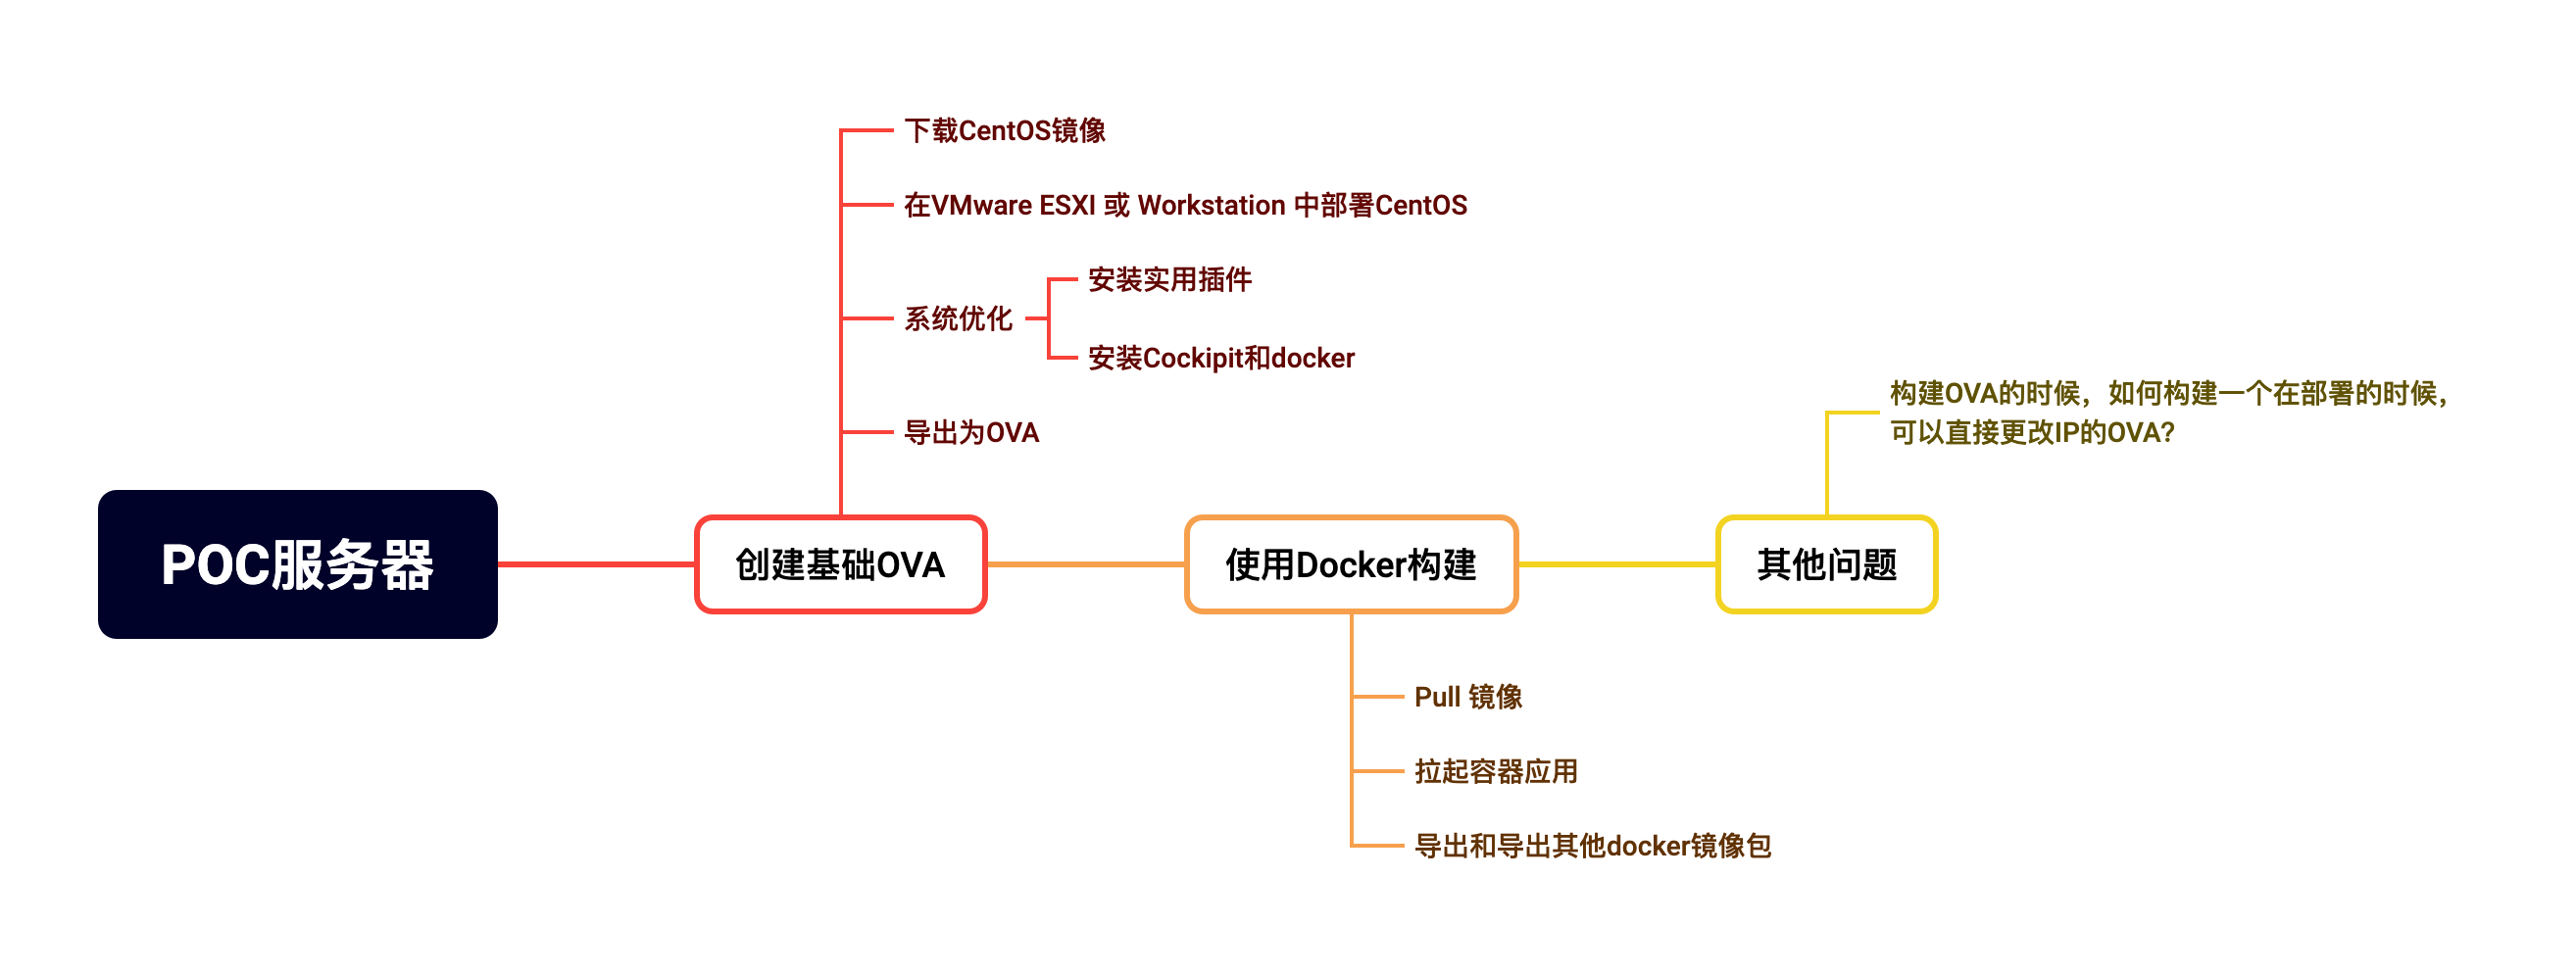 POC服务器
创建基础OVA
下载CentOS镜像
在VMware ESXI 或 Workstation 中部署CentOS
系统优化
安装实用插件
安装Cockipit和docker
导出为OVA
使用Docker构建
Pull 镜像
拉起容器应用
导出和导出其他docker镜像包
其他问题
构建OVA的时候，如何构建一个在部署的时候，
可以直接更改IP的OVA？